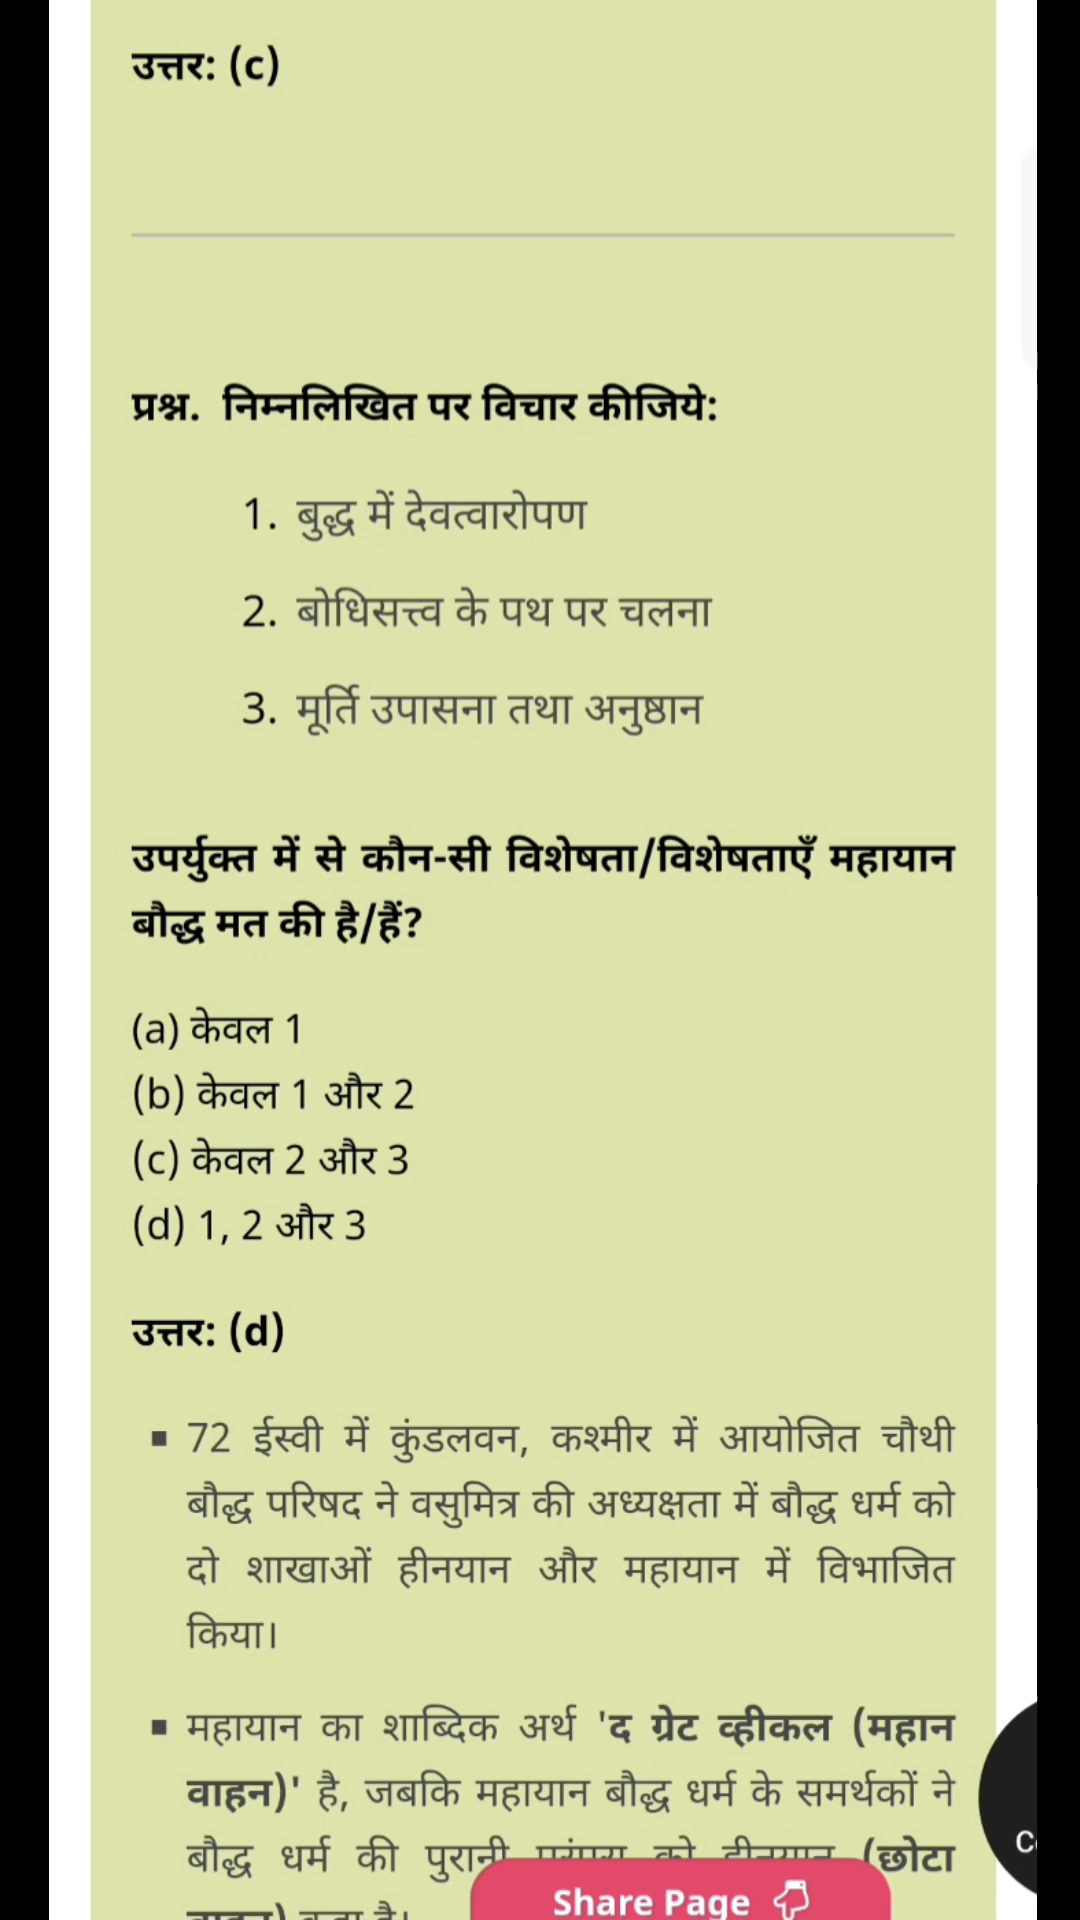 उत्तर: (c)
प्रश्न. निम्नलिखित पर विचार कीजिये:
1. बुद्ध में देवत्वारोपण
2. बोधिसत्त्व के पथ पर चलना
3. मूर्ति उपासना तथा अनुष्ठान
उपर्युक्त में से कौन-सी विशेषता/विशेषताएँ महायान
बौद्ध मत की है/हैं?
(a) केवल 1
(b) केवल 1 और 2
(c) केवल 2 और 3
(d) 1, 2 और 3
उत्तर: (d)
▪ 72 ईस्वी में कुंडलवन, कश्मीर में आयोजित चौथी
बौद्ध परिषद ने वसुमित्र की अध्यक्षता में बौद्ध धर्म को
दो शाखाओं हीनयान और महायान में विभाजित
किया।
▪ महायान का शाब्दिक अर्थ 'द ग्रेट व्हीकल (महान
वाहन)' है, जबकि महायान बौद्ध धर्म के समर्थकों ने
बौद्ध धर्म की पुरानी (छोटा
Share Page